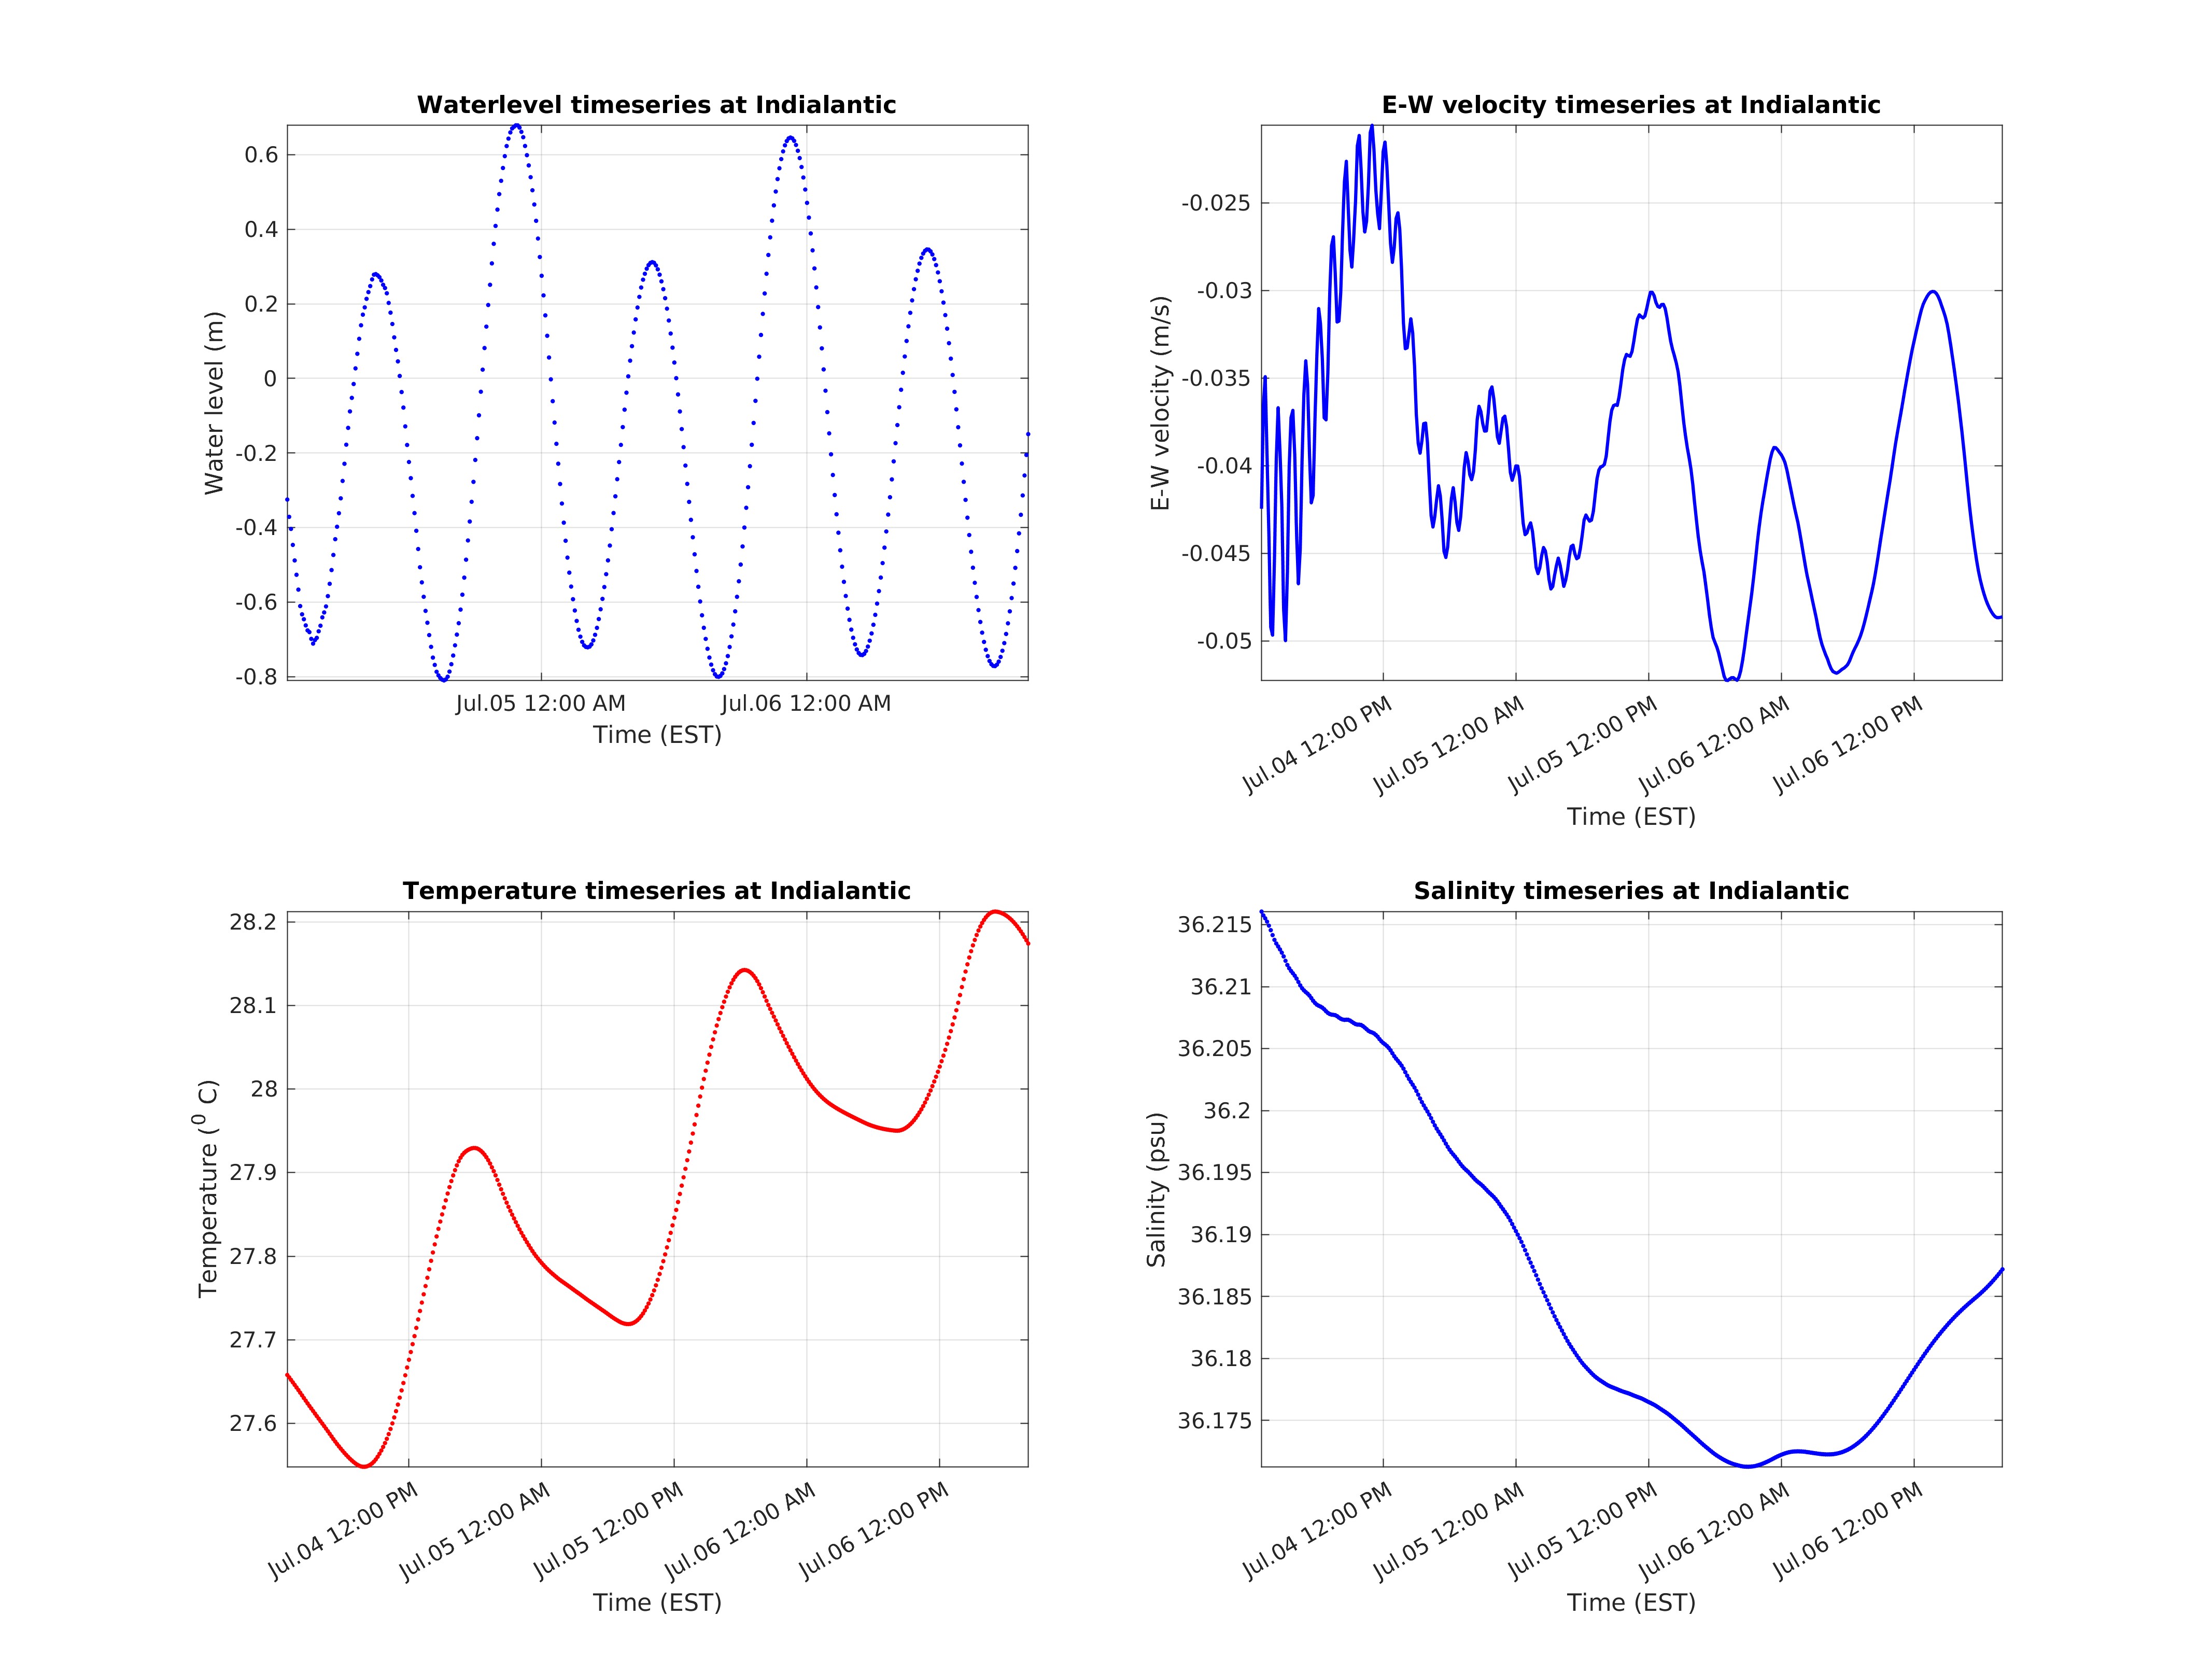 Waterlevel timeseries at Indialantic
0.6
0.4
0.2
0
-0.2
-0.4
-0.6
-0.8
Water level (m)
Jul.05 12:00 AM
Jul.06 12:00 AM
Time (EST)
E-W velocity timeseries at Indialantic
-0.025
-0.03
-0.035
-0.04
-0.045
-0.05
E-W velocity (m/s)
Jul.04 12:00 PM
Jul.05 12:00 AM
Jul.05 12:00 PM
Jul.06 12:00 AM
Jul.06 12:00 PM
Time (EST)
Temperature timeseries at Indialantic
28.2
28.1
28
27.9
27.8
27.7
27.6
Temperature (⁰ C)
Jul.04 12:00 PM
Jul.05 12:00 AM
Jul.05 12:00 PM
Jul.06 12:00 AM
Jul.06 12:00 PM
Time (EST)
Salinity timeseries at Indialantic
36.215
36.21
36.205
36.2
36.195
36.19
36.185
36.18
36.175
Salinity (psu)
Jul.04 12:00 PM
Jul.05 12:00 AM
Jul.05 12:00 PM
Jul.06 12:00 AM
Jul.06 12:00 PM
Time (EST)